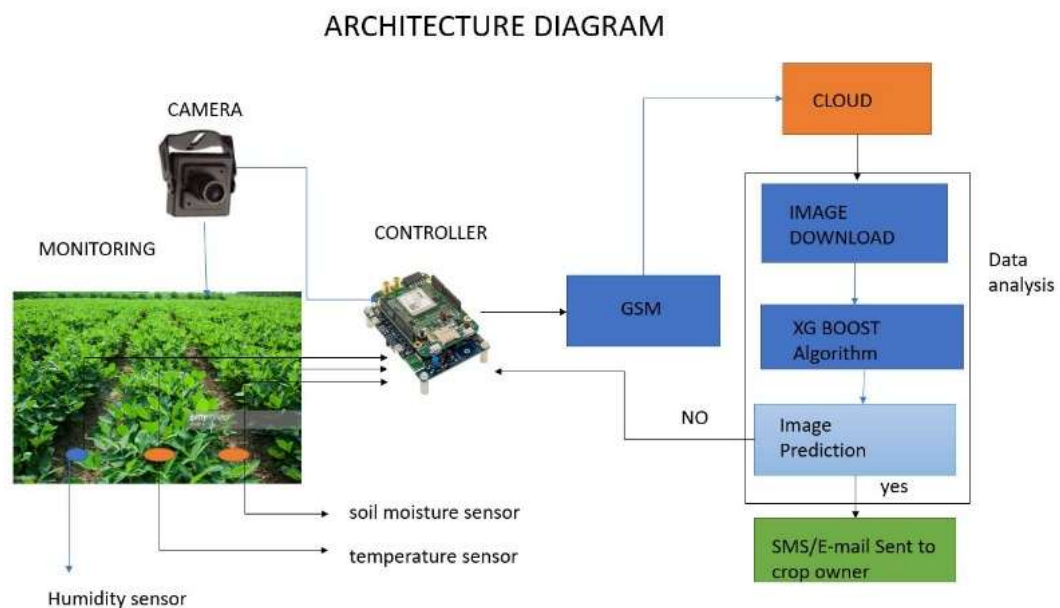 ARCHITECTURE DIAGRAM
CAMERA
MONITORING
CONTROLLER
GSM
CLOUD
IMAGE
DOWNLOAD
Data
analysis
XG BOOST
Algorithm
NO
Image
Prediction
yes
SMS/E-mail Sent to
crop owner
soil moisture sensor
temperature sensor
Humidity sensor